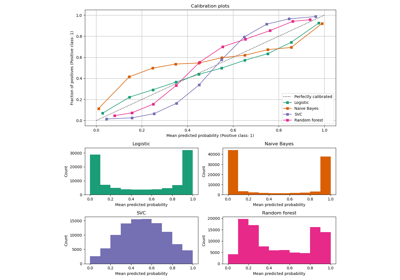 Calibration plots
Fraction of positives (Positive class: 1)
1.0
0.8
0.6
0.4
0.2
0.0
Perfectly calibrated
Logistic
Naive Bayes
SVC
Random forest
0.0 0.2 0.4 0.6 0.8 1.0
Mean predicted probability (Positive class: 1)
Logistic
Count
30000
20000
10000
0
0.0 0.2 0.4 0.6 0.8 1.0
Mean predicted probability
Naive Bayes
Count
40000
30000
20000
10000
0
0.0 0.2 0.4 0.6 0.8 1.0
Mean predicted probability
SVC
Count
15000
10000
5000
0
0.0 0.2 0.4 0.6 0.8 1.0
Mean predicted probability
Random forest
Count
20000
15000
10000
5000
0
0.0 0.2 0.4 0.6 0.8 1.0
Mean predicted probability